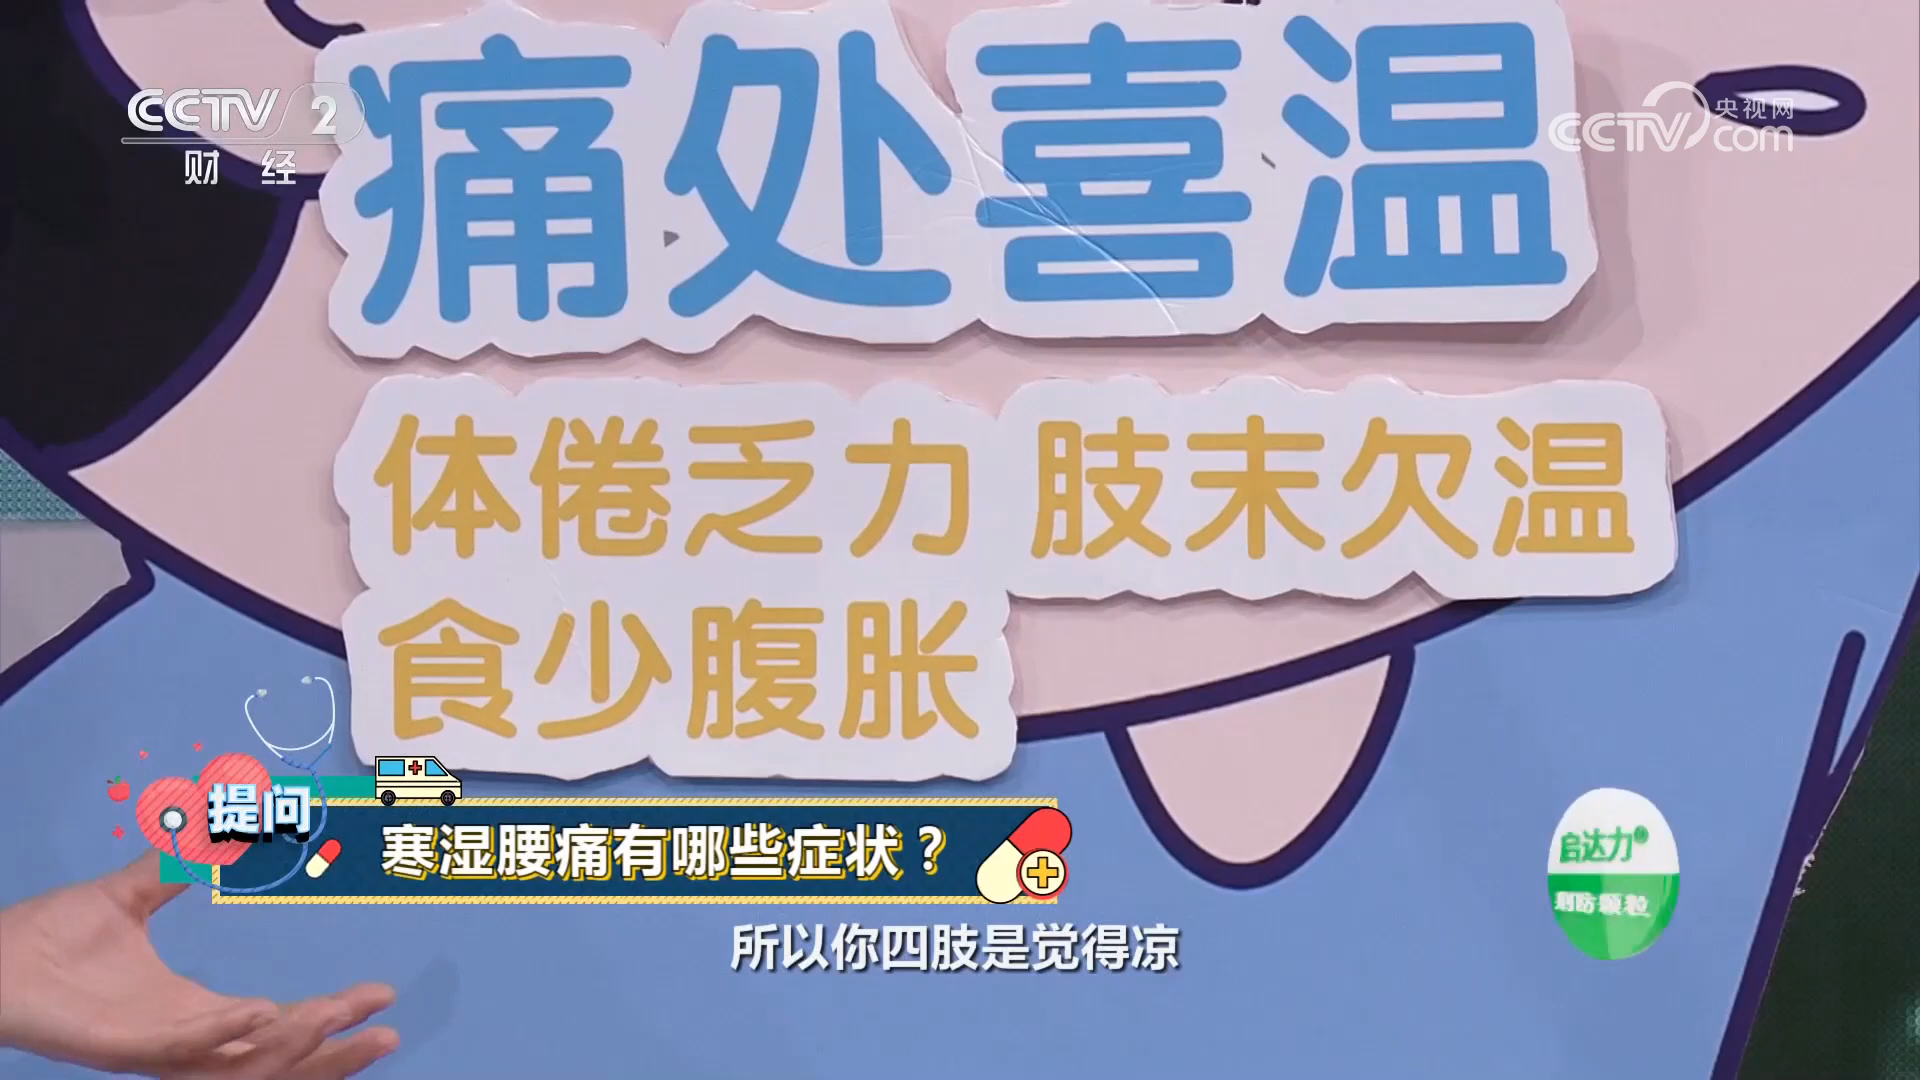 痛处喜温
CCTV 2
财 经
央视网
CCTV.com
体倦乏力 肢末欠温
食少腹胀
提问
寒湿腰痛有哪些症状？
启达力®
颗粒
所以你四肢是觉得凉